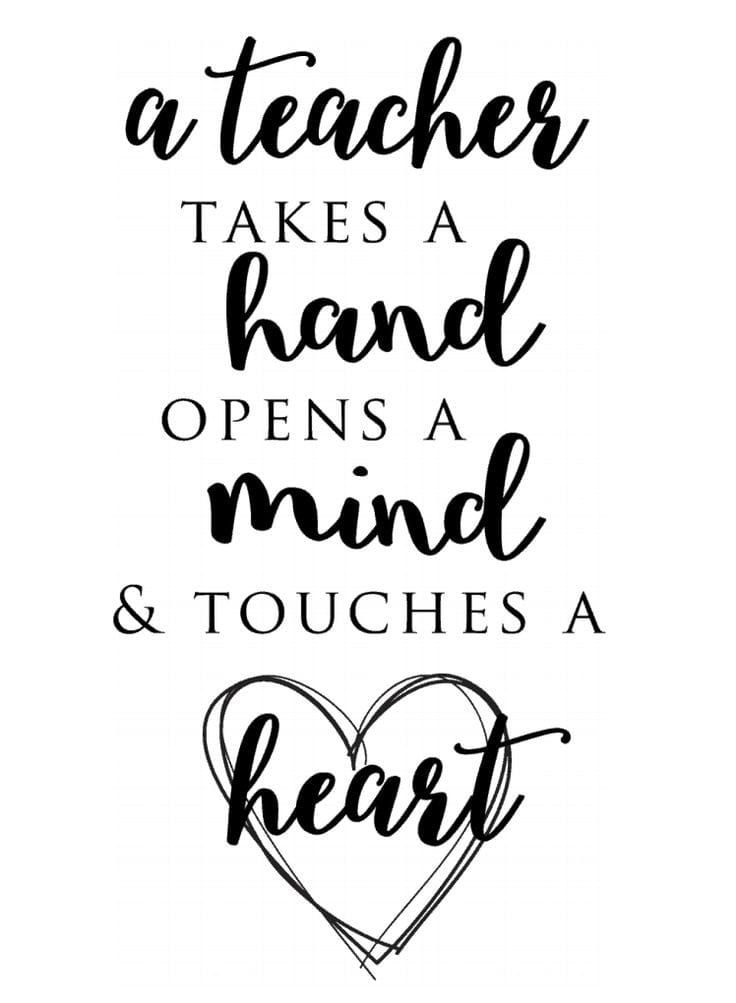 a teacher
TAKES A
hand
OPENS A
mind
& TOUCHES A
heart